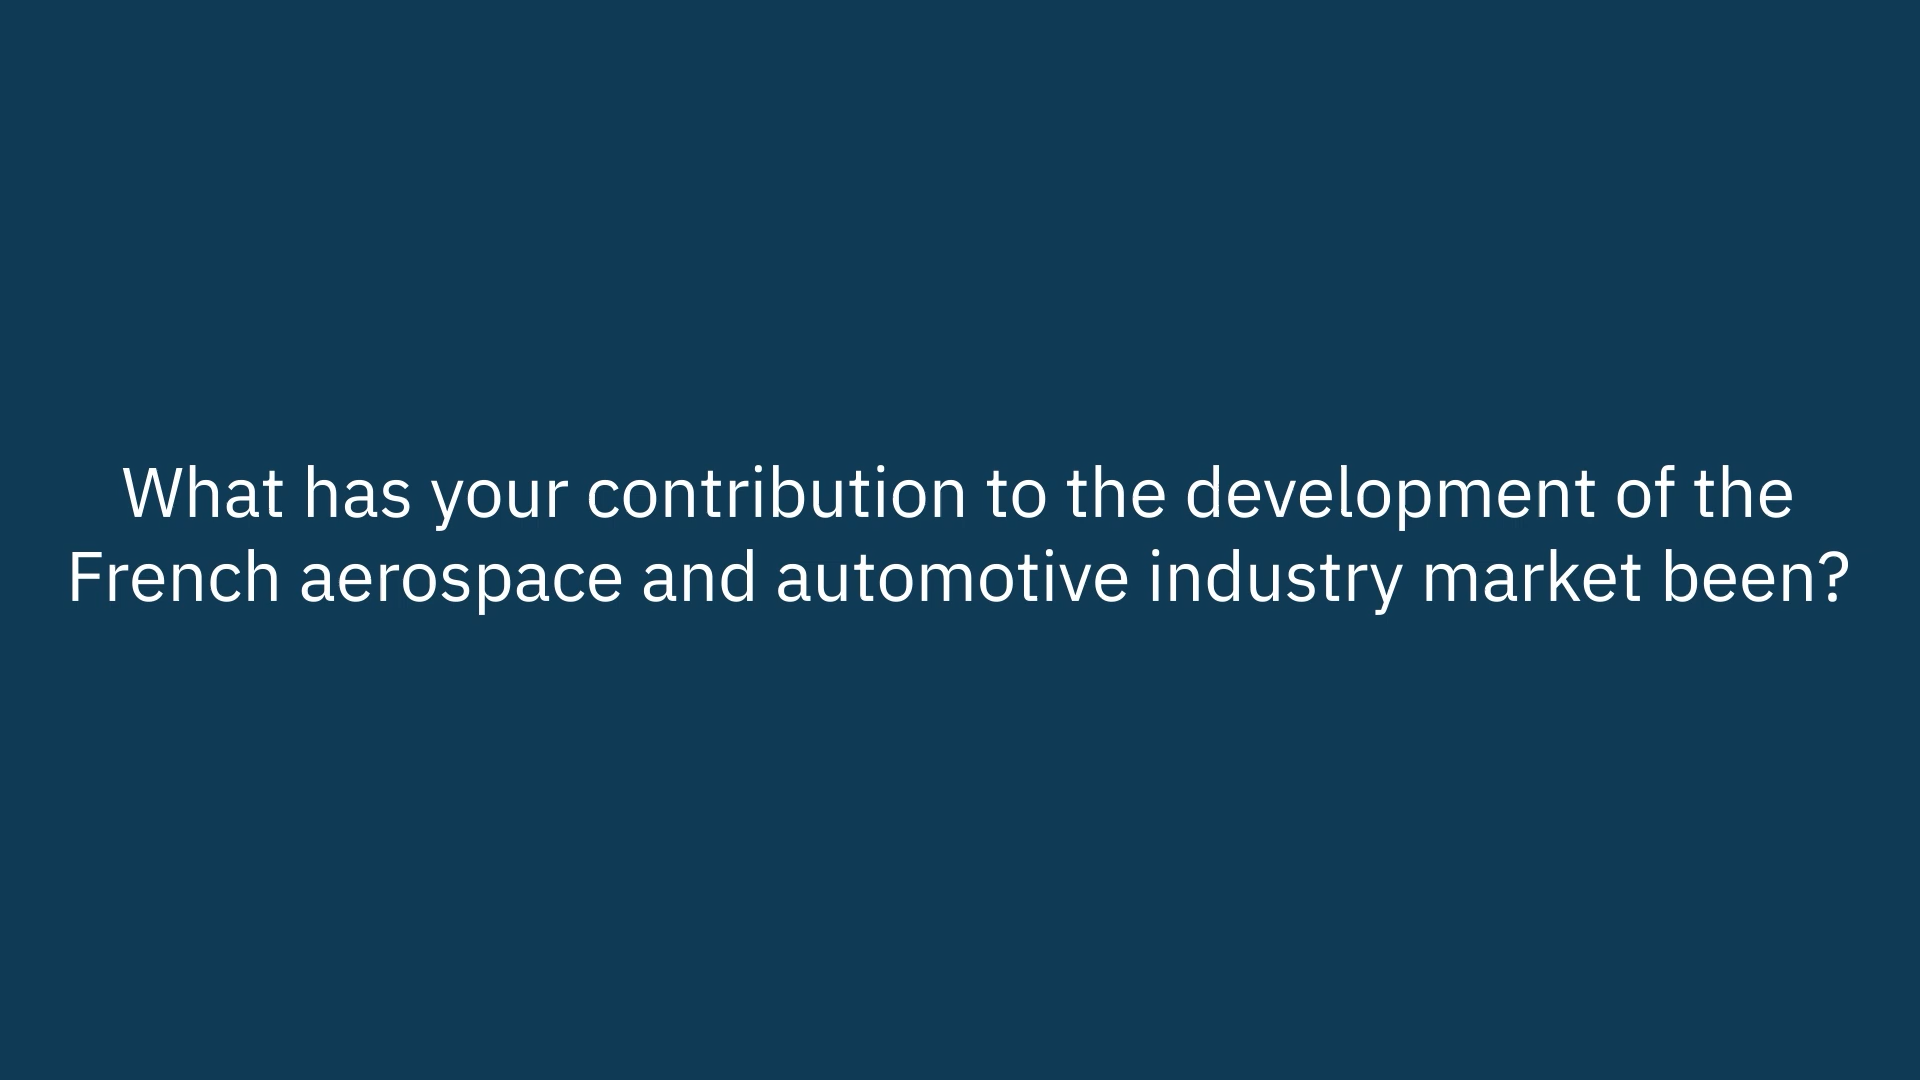 What has your contribution to the development of the
French aerospace and automotive industry market been?